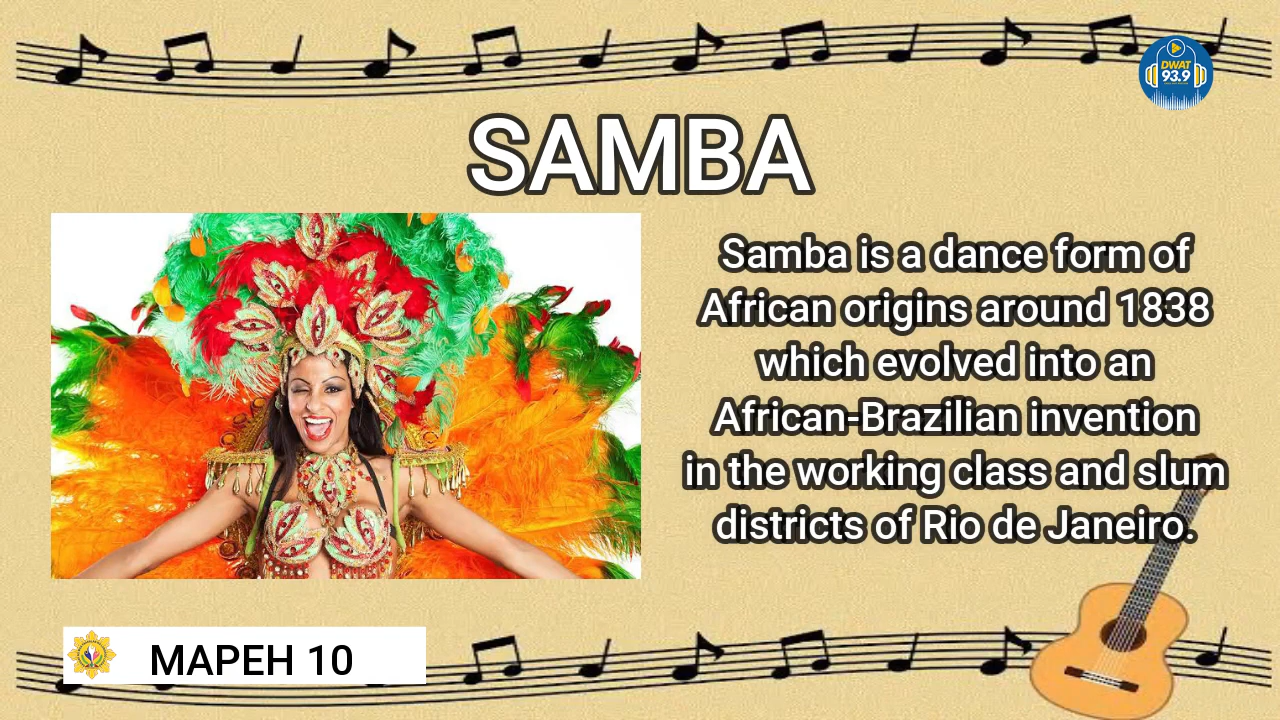 DWAT
93.9
SAMBA
Samba is a dance form of
African origins around 1838
which evolved into an
African-Brazilian invention
in the working class and slum
districts of Rio de Janeiro.
MAPEH 10